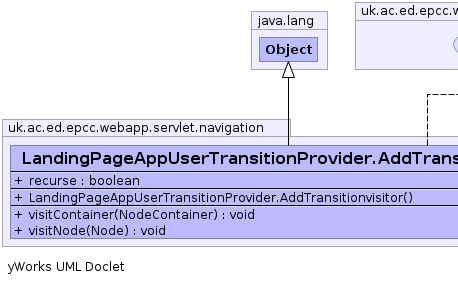 java.lang
uk.ac.ed.epcc.w
Object
uk.ac.ed.epcc.webapp.servlet.navigation
LandingPageAppUserTransitionProvider.AddTrans
+ recurse : boolean
+ LandingPageAppUserTransitionProvider.AddTransitionvisitor()
+ visitContainer(NodeContainer) : void
+ visitNode(Node) : void
yWorks UML Doclet